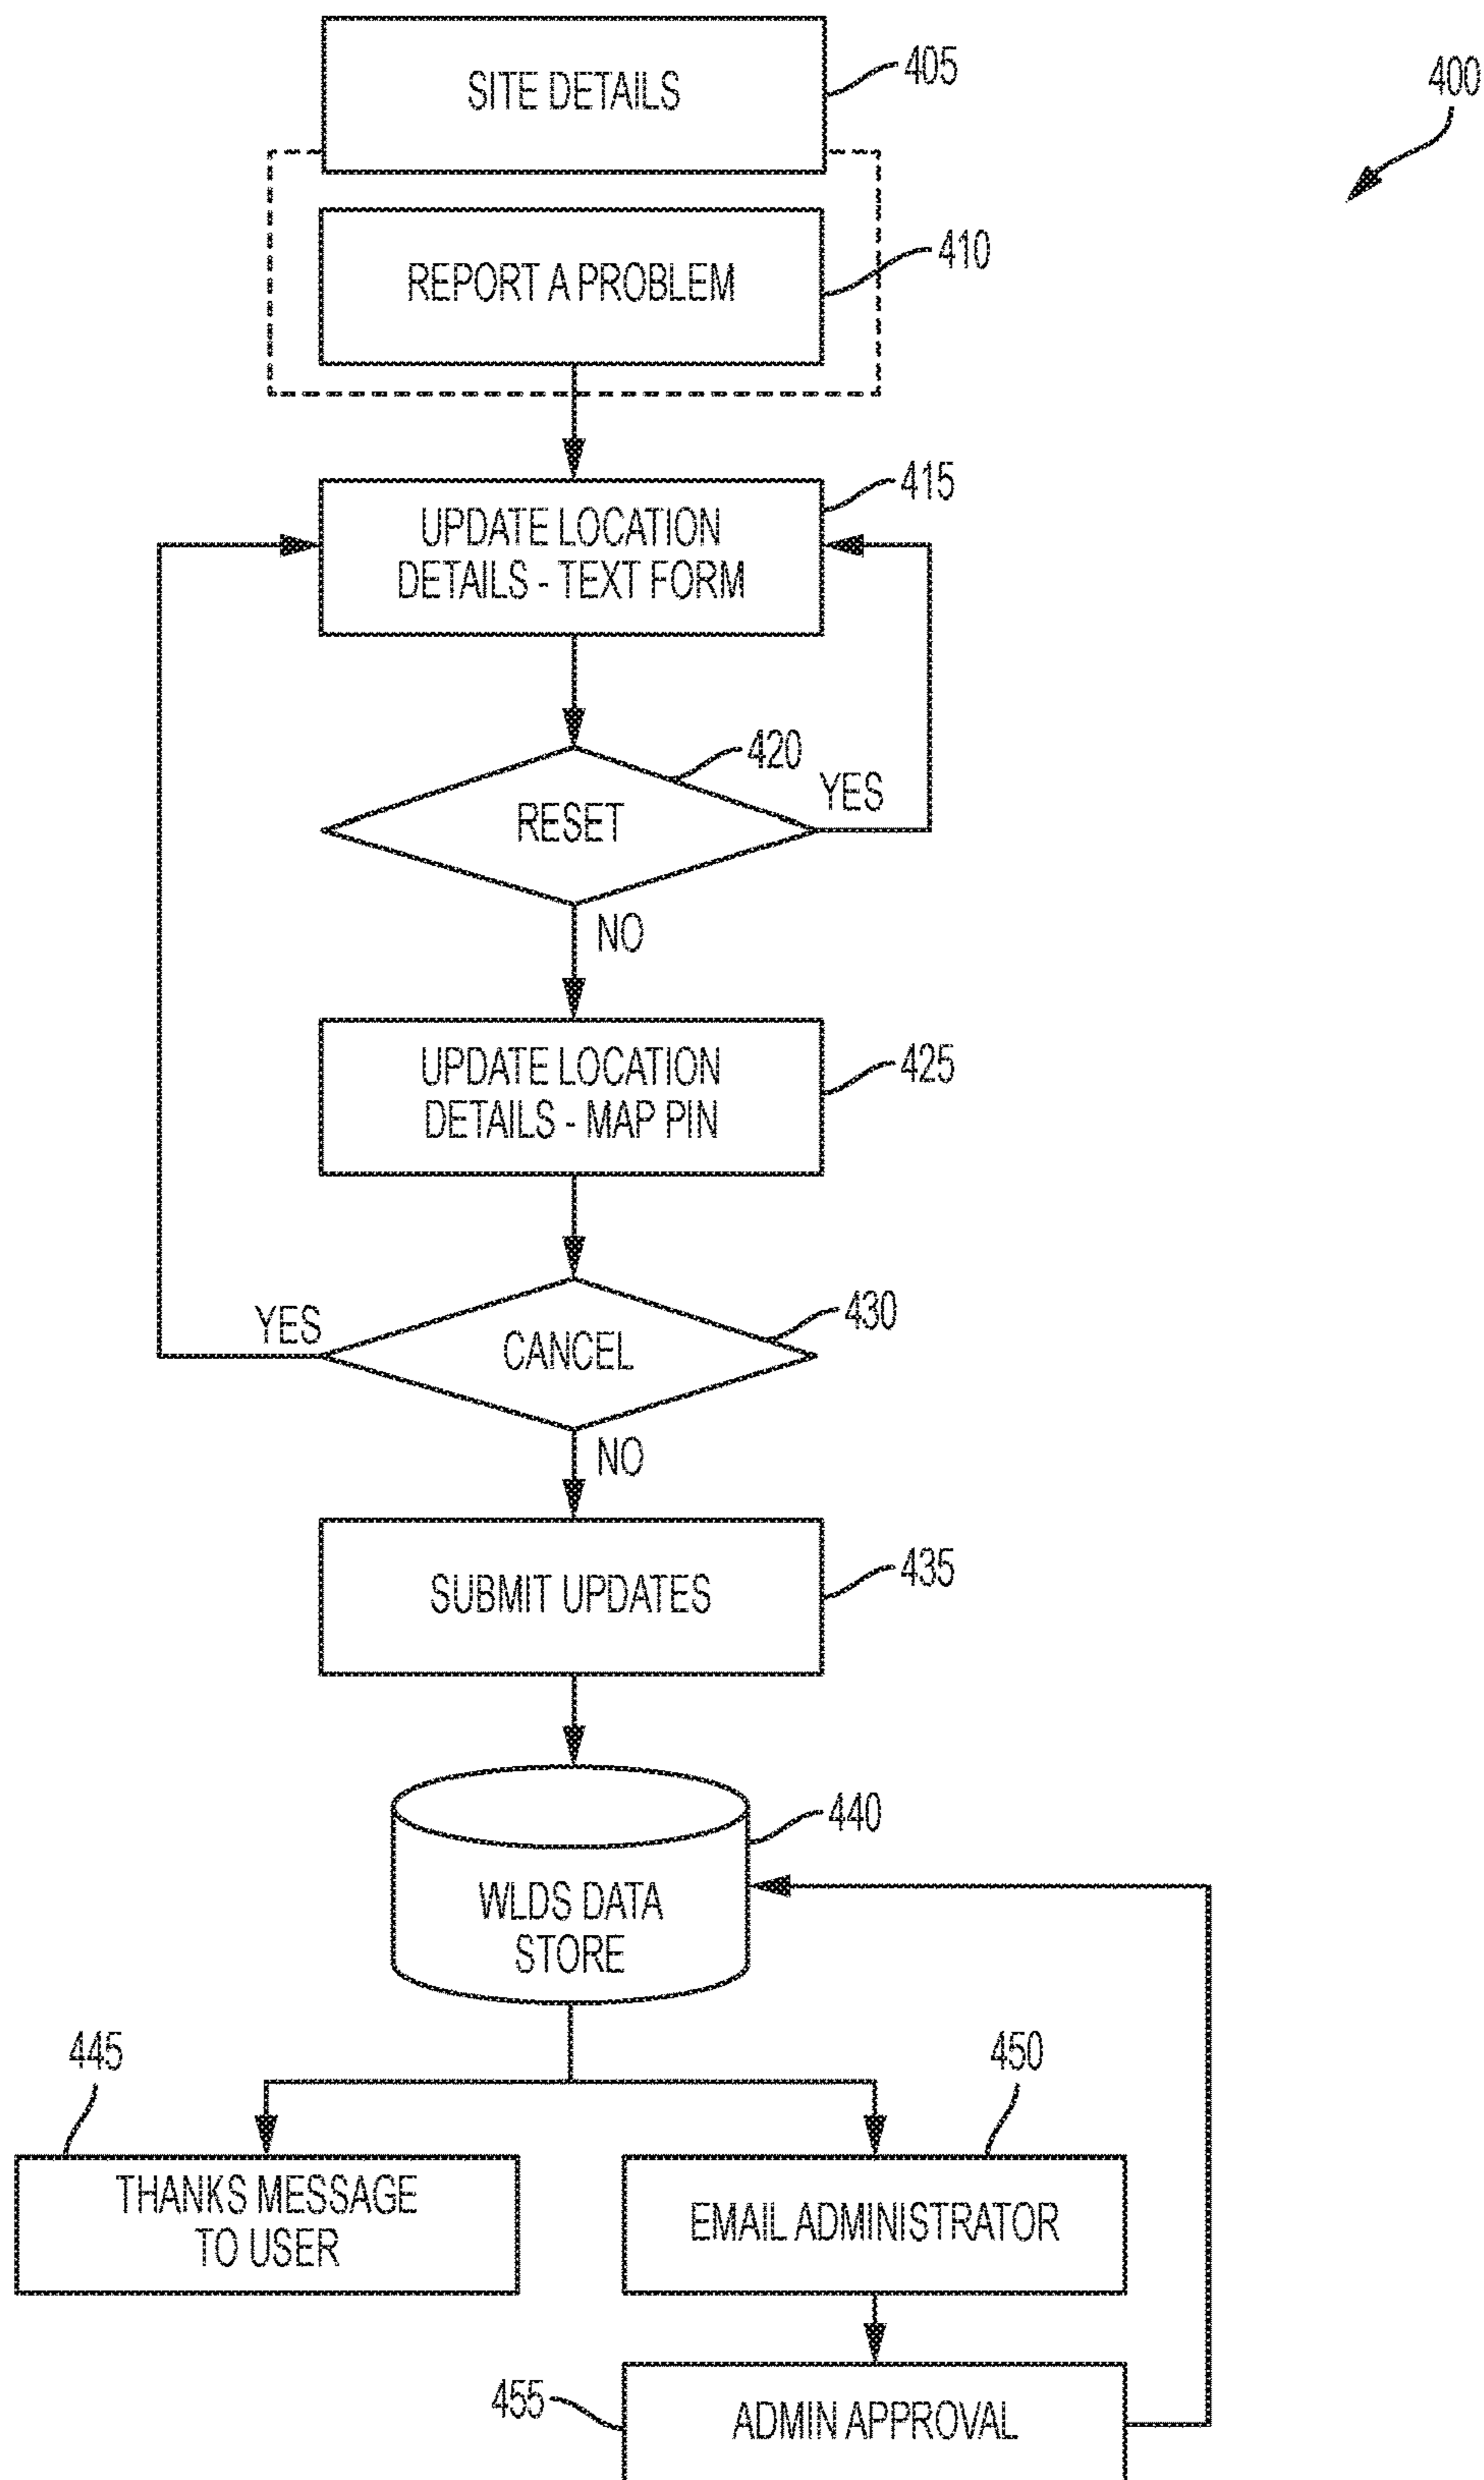 SITE DETAILS
405
400
REPORT A PROBLEM
410
UPDATE LOCATION
DETAILS - TEXT FORM
415
RESET
420
YES
NO
UPDATE LOCATION
DETAILS - MAP PIN
425
CANCEL
430
YES
NO
SUBMIT UPDATES
435
WLDS DATA
STORE
440
445
THANKS MESSAGE
TO USER
450
EMAIL ADMINISTRATOR
455
ADMIN APPROVAL